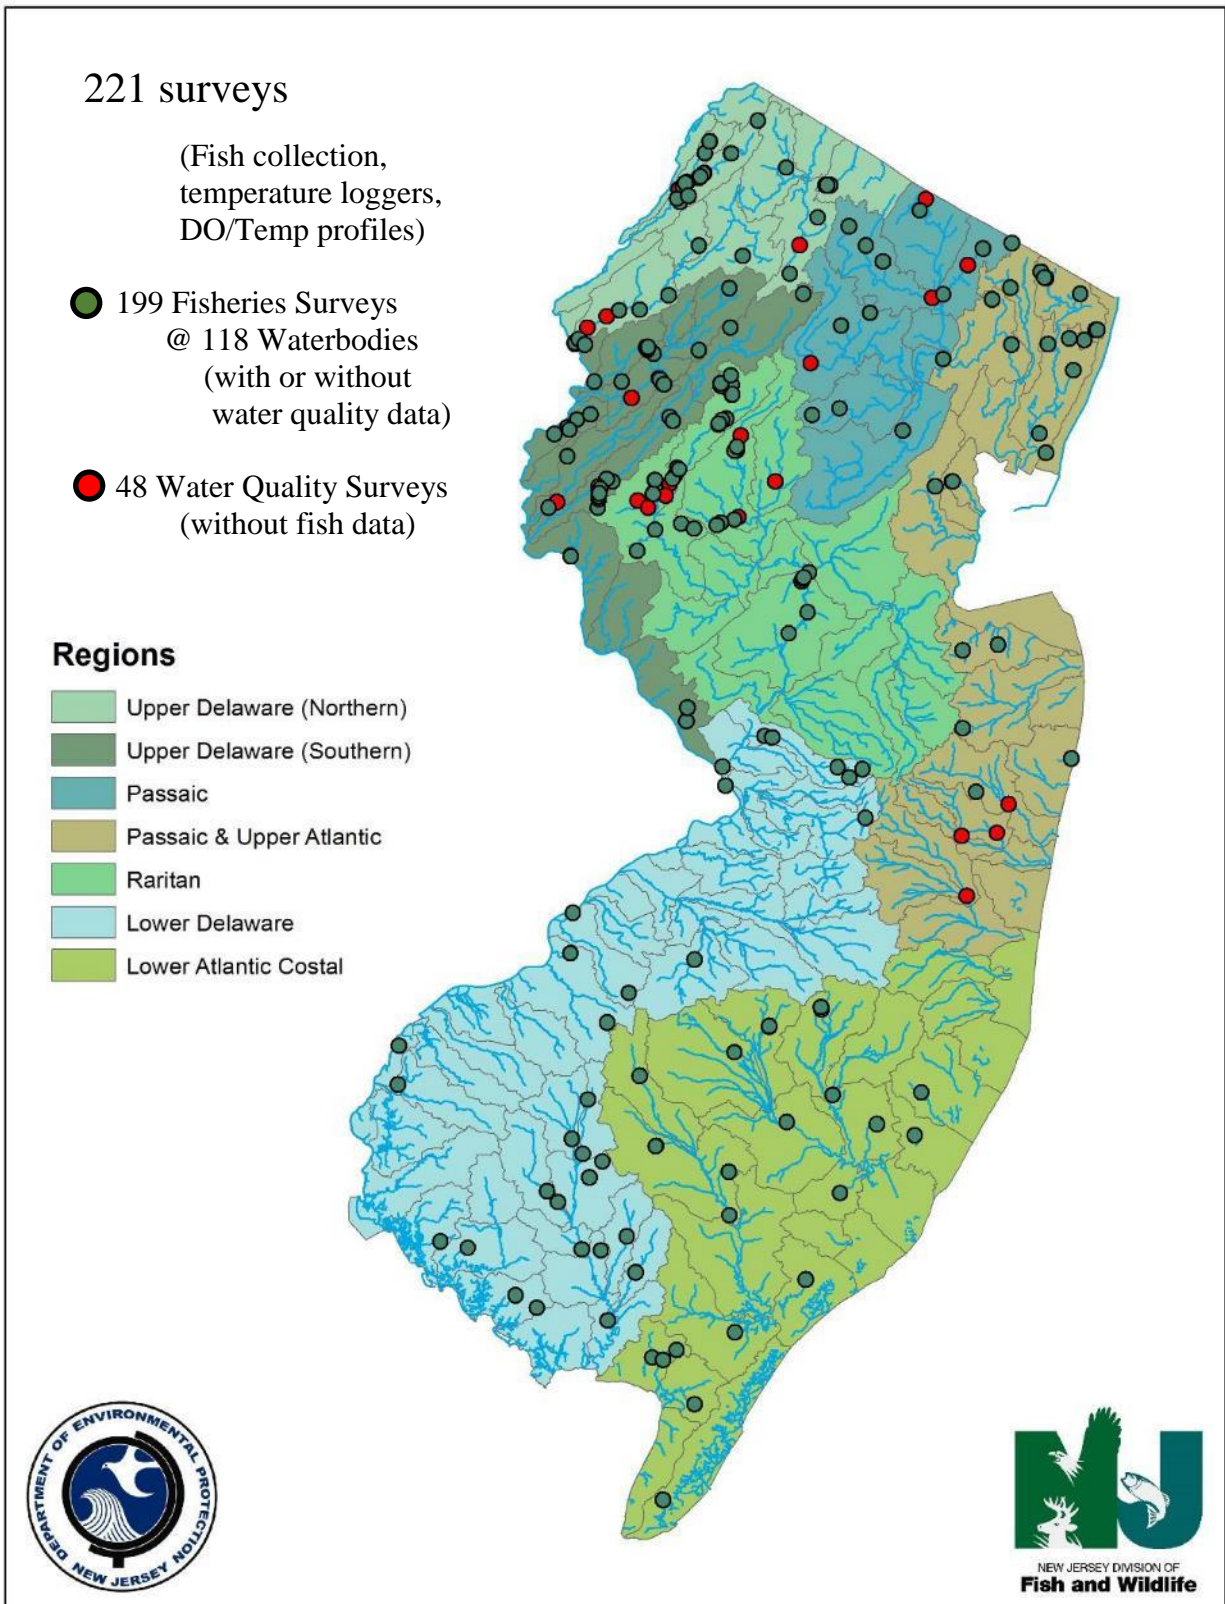 221 surveys
(Fish collection,
temperature loggers,
DO/Temp profiles)
199 Fisheries Surveys
@ 118 Waterbodies
(with or without
water quality data)
48 Water Quality Surveys
(without fish data)
Regions
Upper Delaware (Northern)
Upper Delaware (Southern)
Passaic
Passaic & Upper Atlantic
Raritan
Lower Delaware
Lower Atlantic Costal
DEPARTMENT OF ENVIRONMENTAL PROTECTION
NEW JERSEY
NJ
NEW JERSEY DIVISION OF
Fish and Wildlife